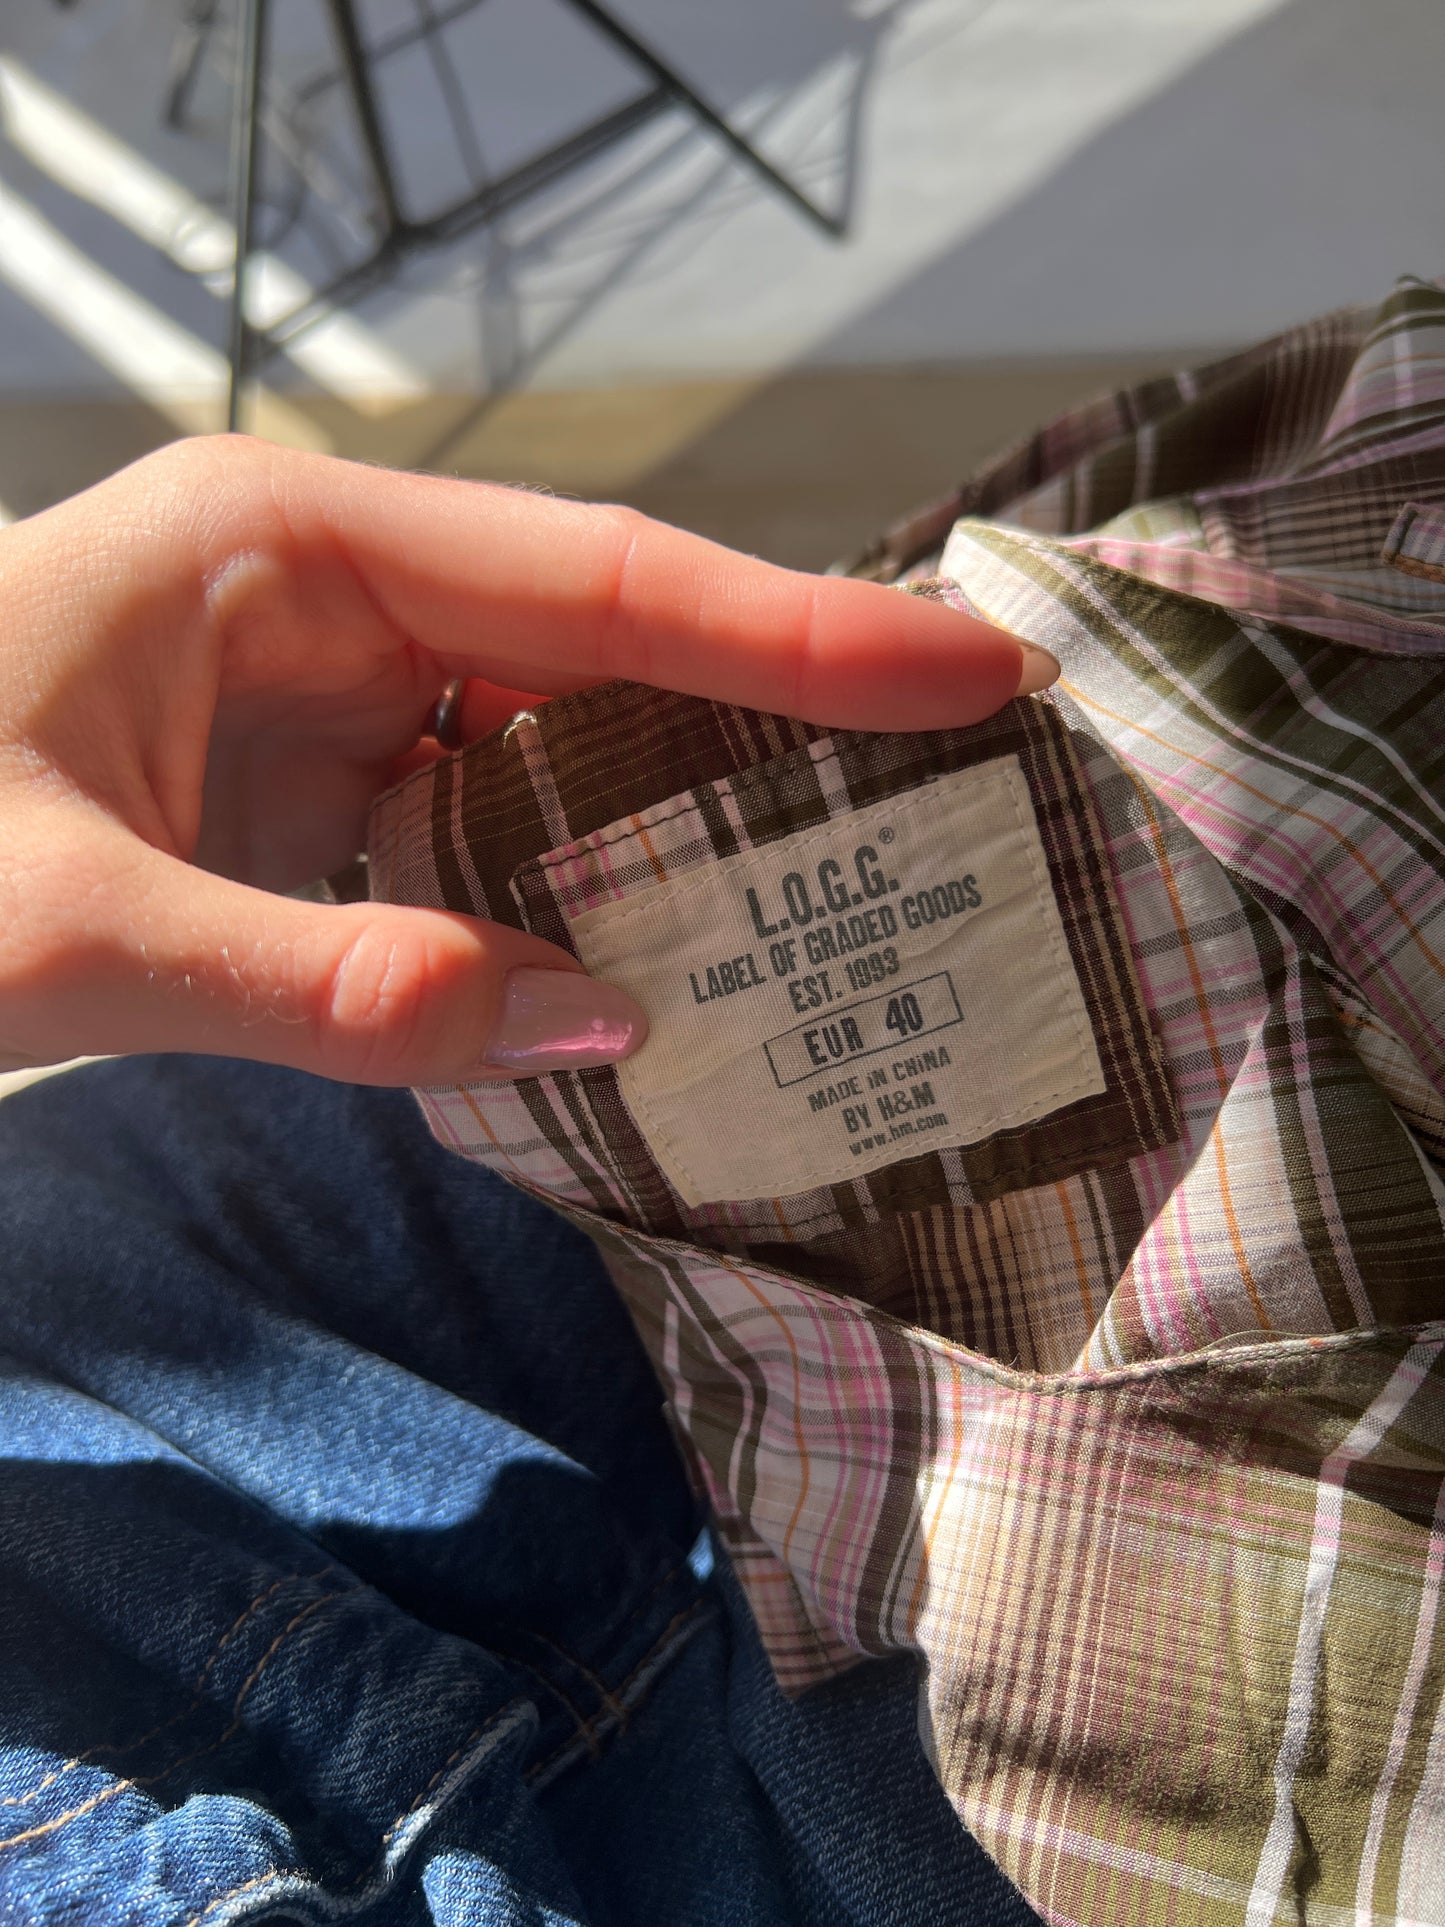 L.O.G.G.®
LABEL OF GRADED GOODS
EST. 1993
EUR 40
MADE IN CHINA
BY H&M
www.hm.com